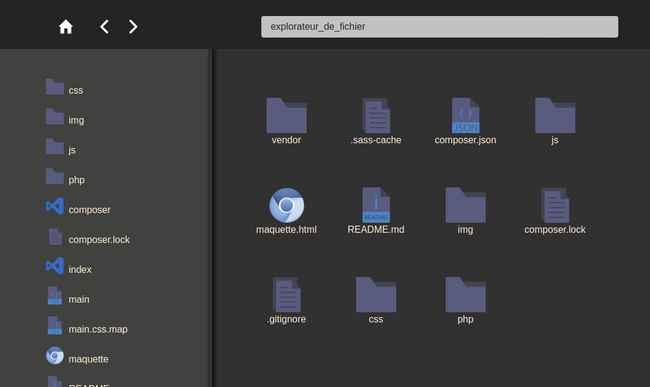 explorateur_de_fichier
css
img
js
php
composer
composer.lock
index
main
main.css.map
maquette
README
vendor
.sass-cache
{ }
JSON
composer.json
js
maquette.html
i
README
README.md
img
composer.lock
.gitignore
css
php